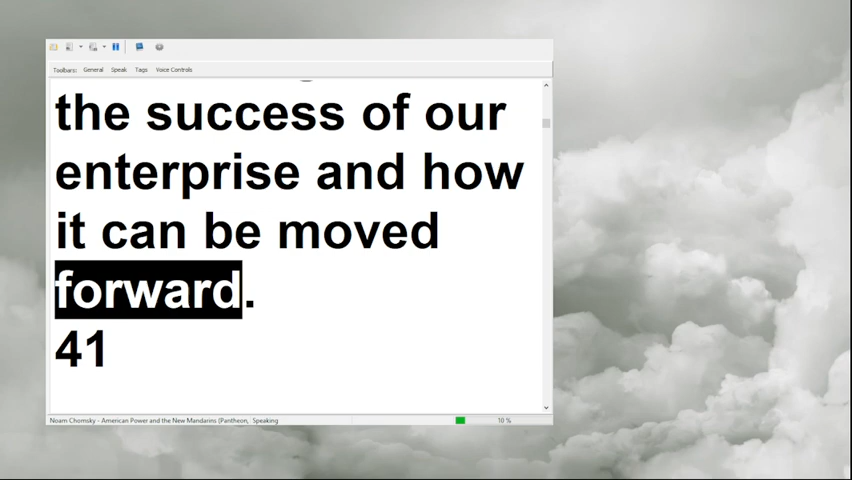 Toolbars: General Speak Tags Voice Controls
the success of our
enterprise and how
it can be moved
forward.
41
Noam Chomsky - American Power and the New Mandarins (Pantheon, Speaking 10 %